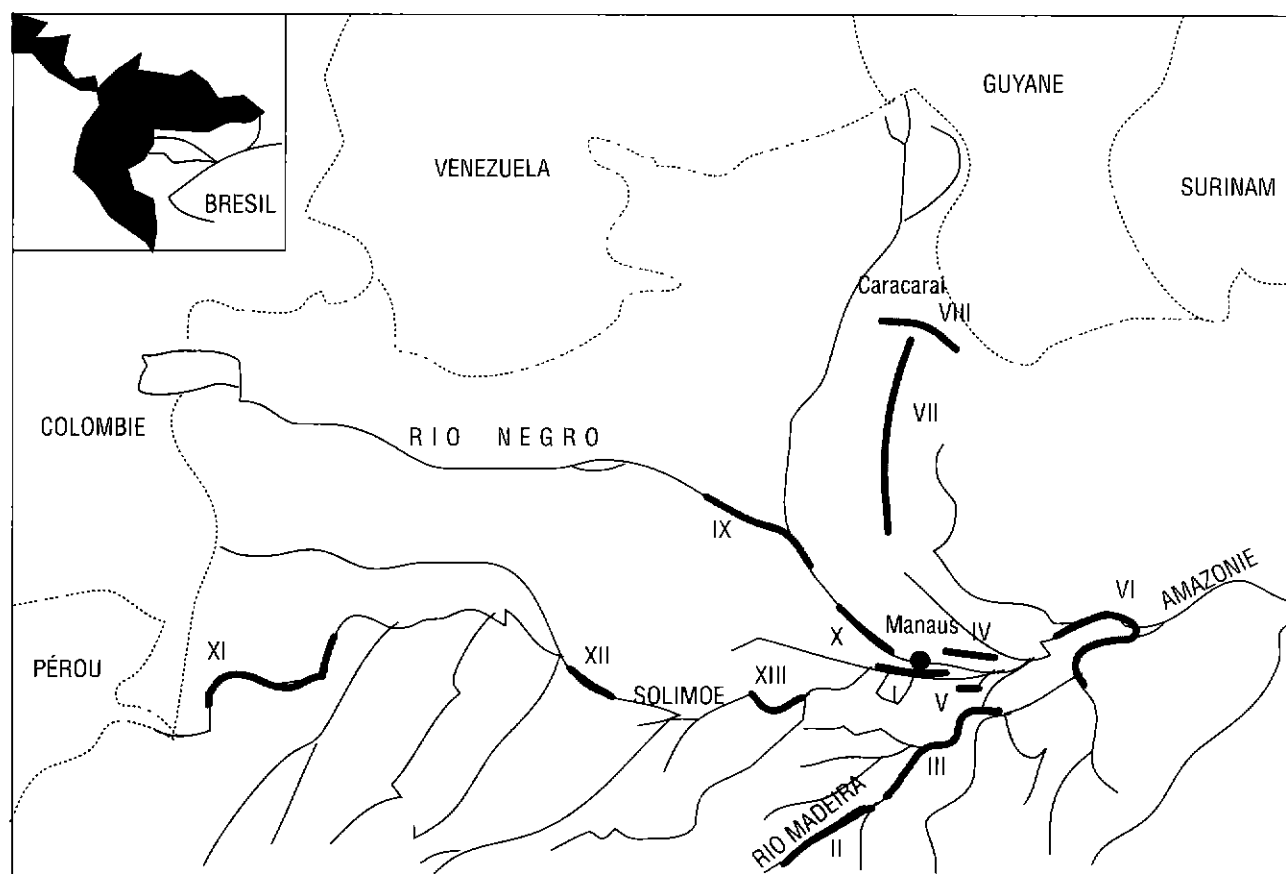 GUYANE
VENEZUELA
SURINAM
BRESIL
Caracaraí
VIII
VII
COLOMBIE
RIO NEGRO
IX
AMAZONIE
VI
X
Manaus
IV
XI
XII
XIII
PÉROU
SOLIMOE
I
V
III
RIO MADEIRA
II